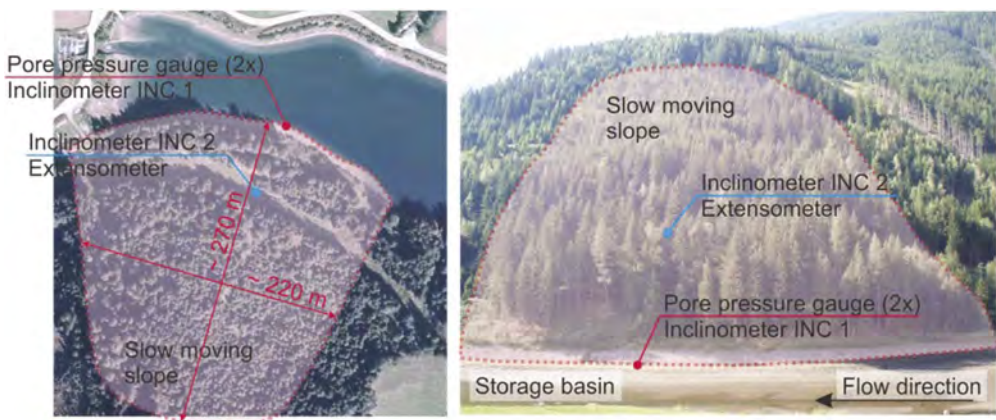 Pore pressure gauge (2x)
Inclinometer INC 1
Inclinometer INC 2
Extensometer
~ 270 m
~ 220 m
Slow moving
slope
Slow moving
slope
Inclinometer INC 2
Extensometer
Pore pressure gauge (2x)
Inclinometer INC 1
Storage basin
Flow direction